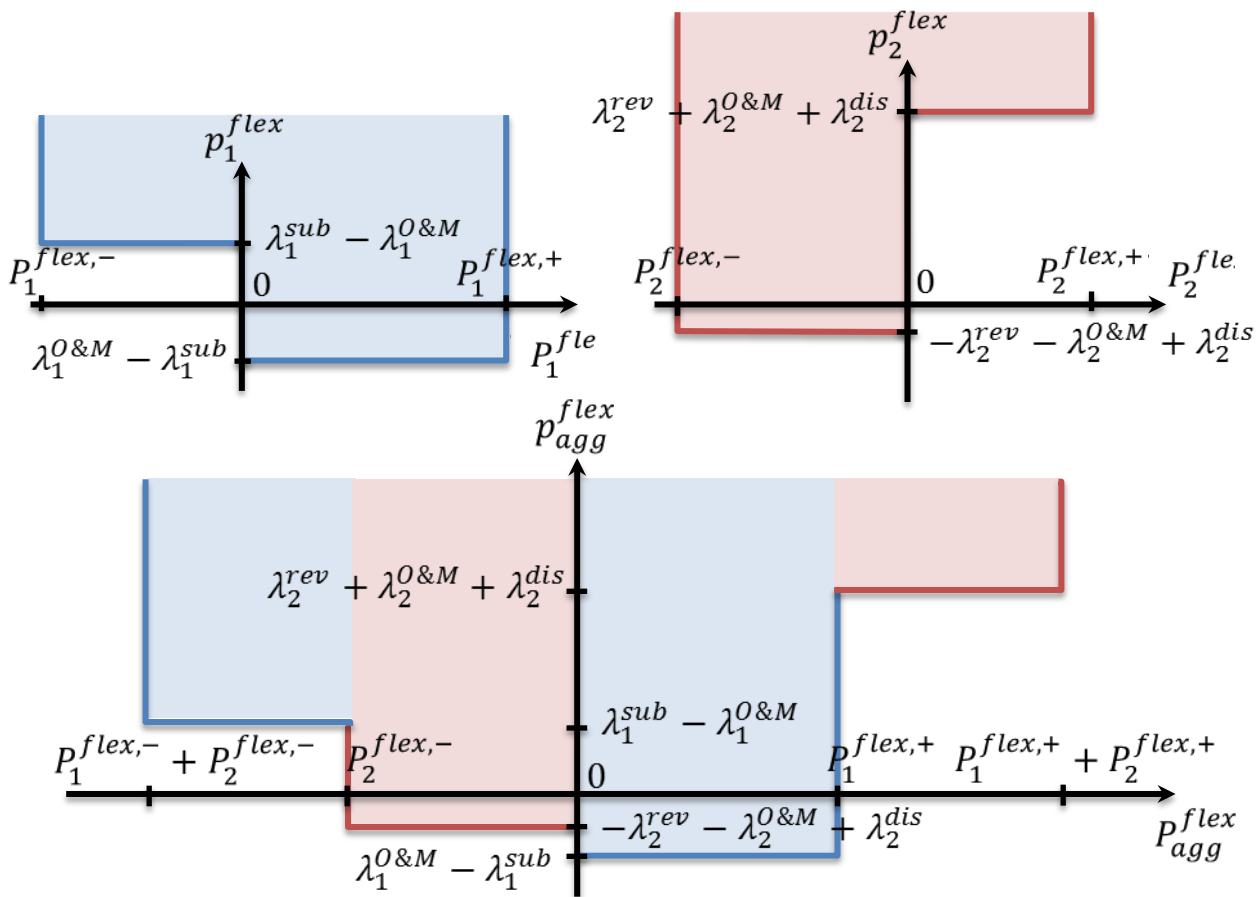 p_1^{flex}
λ_1^{sub} − λ_1^{O&M}
P_1^{flex,-}
0
P_1^{flex,+}
λ_1^{O&M} − λ_1^{sub}
P_1^{fle}
p_2^{flex}
λ_2^{rev} + λ_2^{O&M} + λ_2^{dis}
P_2^{flex,-}
0
P_2^{flex,+}
P_2^{fle}
−λ_2^{rev} − λ_2^{O&M} + λ_2^{dis}
p_{agg}^{flex}
λ_2^{rev} + λ_2^{O&M} + λ_2^{dis}
λ_1^{sub} − λ_1^{O&M}
P_1^{flex,-} + P_2^{flex,-}
P_2^{flex,-}
0
P_1^{flex,+}
P_1^{flex,+} + P_2^{flex,+}
−λ_2^{rev} − λ_2^{O&M} + λ_2^{dis}
λ_1^{O&M} − λ_1^{sub}
P_{agg}^{flex}